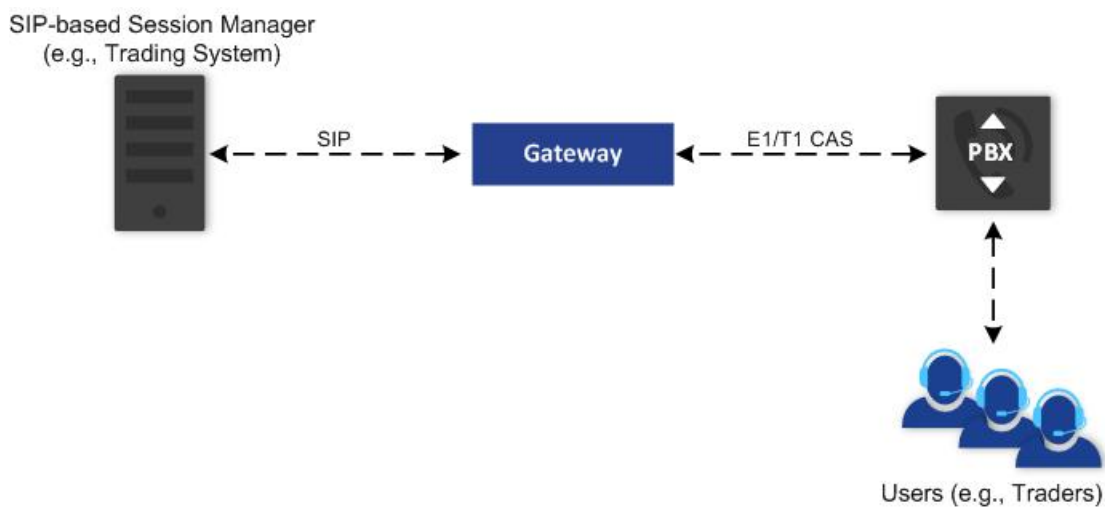 SIP-based Session Manager
(e.g., Trading System)
SIP
Gateway
E1/T1 CAS
PBX
Users (e.g., Traders)